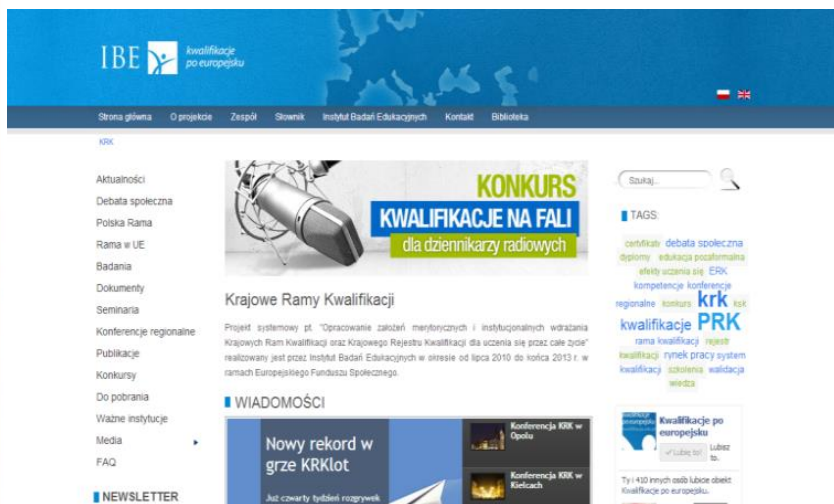 IBE
kwalifikacje
po europejsku
Strona główna O projekcie Zespół Słownik Instytut Badań Edukacyjnych Kontakt Biblioteka
KRK
Aktualności
Debata społeczna
Polska Rama
Rama w UE
Badania
Dokumenty
Seminaria
Konferencje regionalne
Publikacje
Konkursy
Do pobrania
Ważne instytucje
Media
FAQ
NEWSLETTER
KONKURS
KWALIFIKACJE NA FALI
dla dziennikarzy radiowych
Krajowe Ramy Kwalifikacji
Projekt systemowy pt. "Opracowanie założeń merytorycznych i instytucjonalnych wdrażania
Krajowych Ram Kwalifikacji oraz Krajowego Rejestru Kwalifikacji dla uczenia się przez całe życie"
realizowany jest przez Instytut Badań Edukacyjnych w okresie od lipca 2010 do końca 2013 r. w
ramach Europejskiego Funduszu Społecznego.
WIADOMOŚCI
Nowy rekord w
grze KRKlot
Już czwarty tydzień rozgrywek
Konferencja KRK w
Opolu
Konferencja KRK w
Kielcach
Szukaj...
TAGS:
certyfikaty debata społeczna
dyplomy edukacja pozaformalna
efekty uczenia się ERK
kompetencje konferencje
regionalne konkurs krk ksk
kwalifikacje PRK
rama kwalifikacji rejestr
kwalifikacji rynek pracy system
kwalifikacji szkolenia walidacja
wiedza
Kwalifikacje po
europejsku
Lubię to!
Lubisz
to.
Ty i 410 innych osób lubicie obiekt
Kwalifikacje po europejsku.